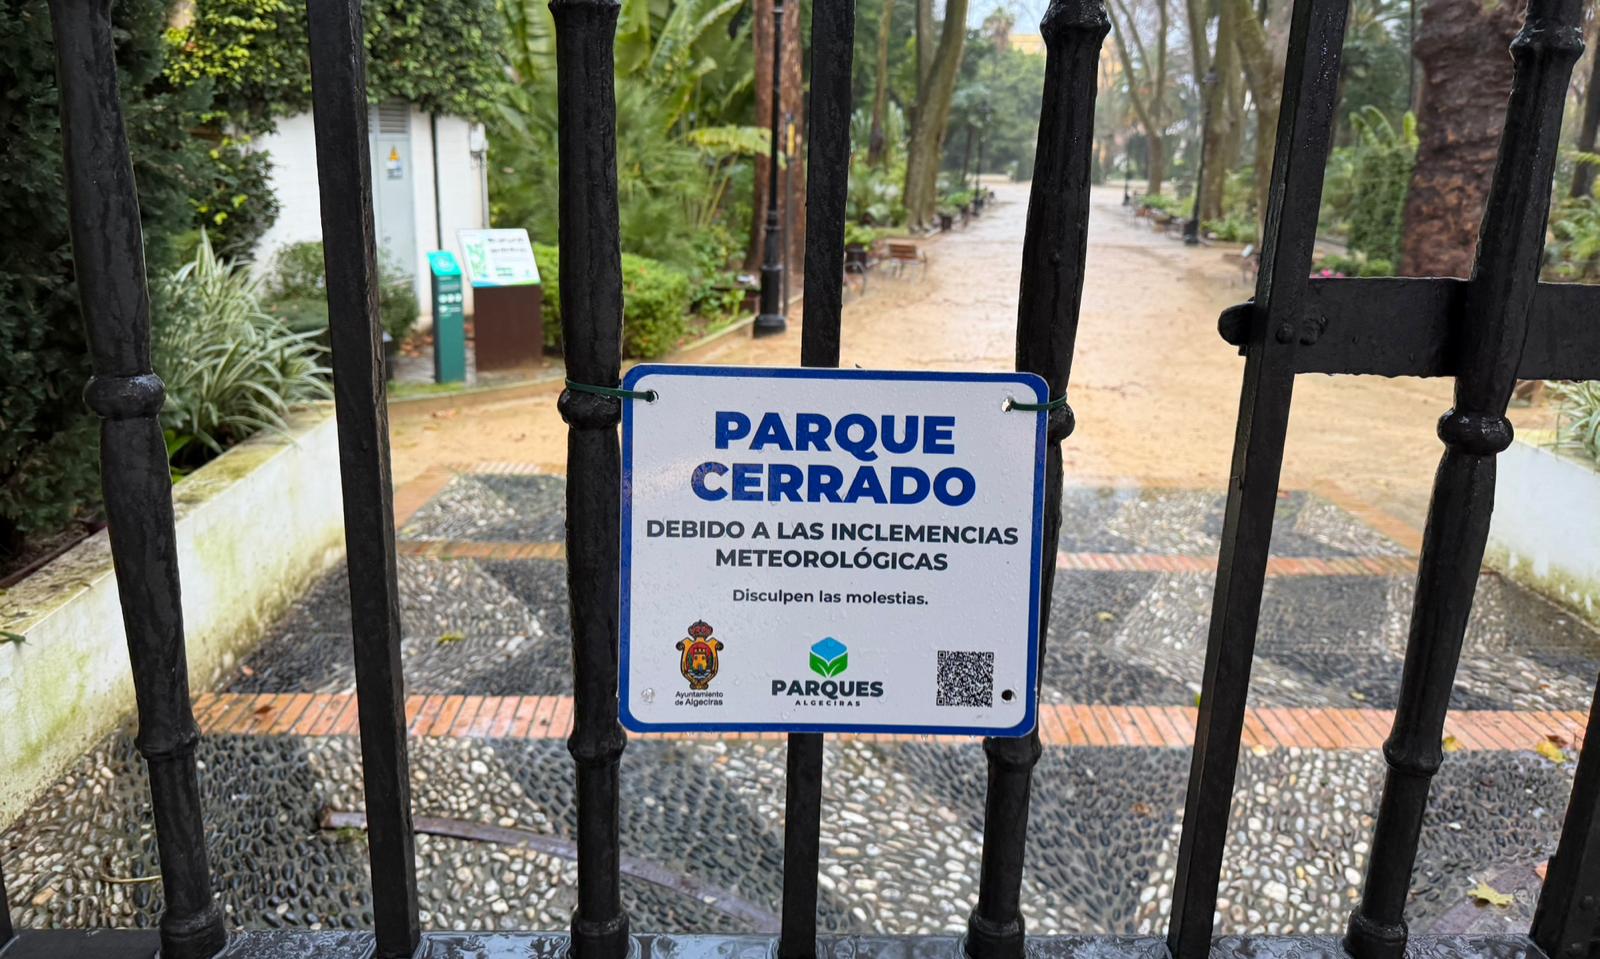 PARQUE
CERRADO
DEBIDO A LAS INCLEMENCIAS
METEOROLÓGICAS
Disculpen las molestias.
Ayuntamiento
de Algeciras
PARQUES
ALGECIRAS